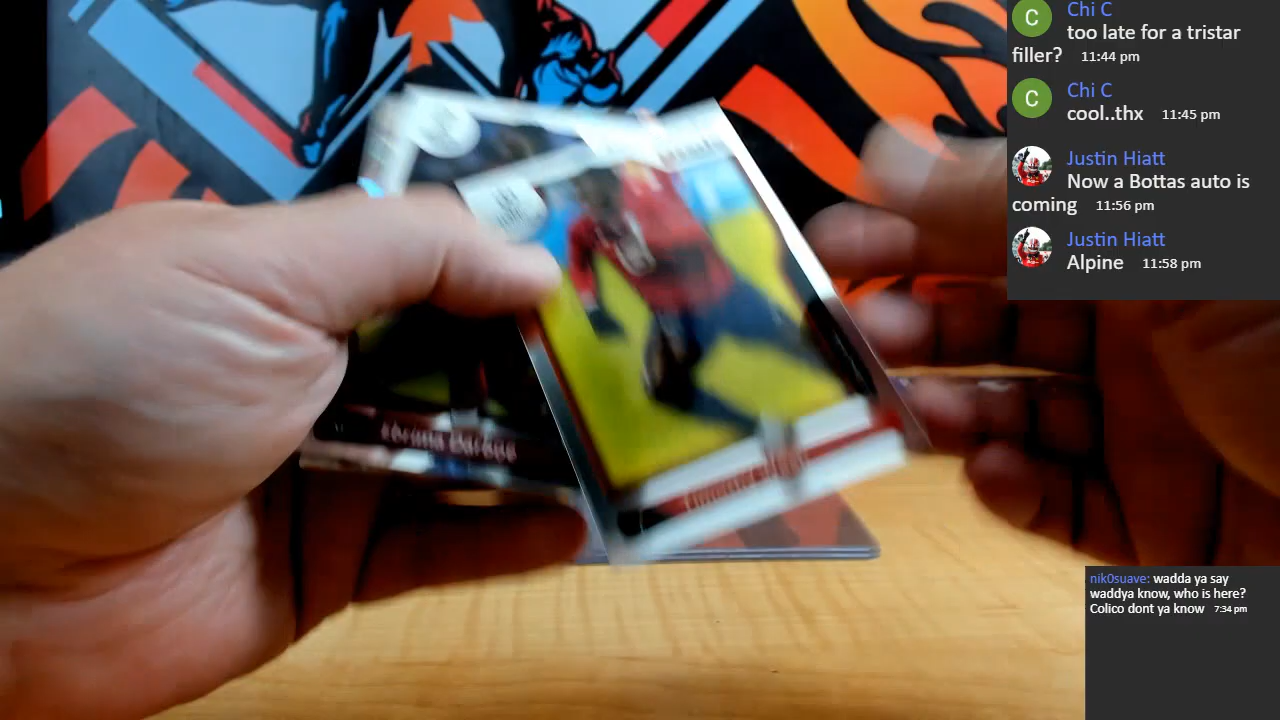 Chi C
too late for a tristar
filler? 11:44 pm
Chi C
cool..thx 11:45 pm
Justin Hiatt
Now a Bottas auto is
coming 11:56 pm
Justin Hiatt
Alpine 11:58 pm
nik0suave: wadda ya say
waddya know, who is here?
Colico dont ya know 7:34 pm